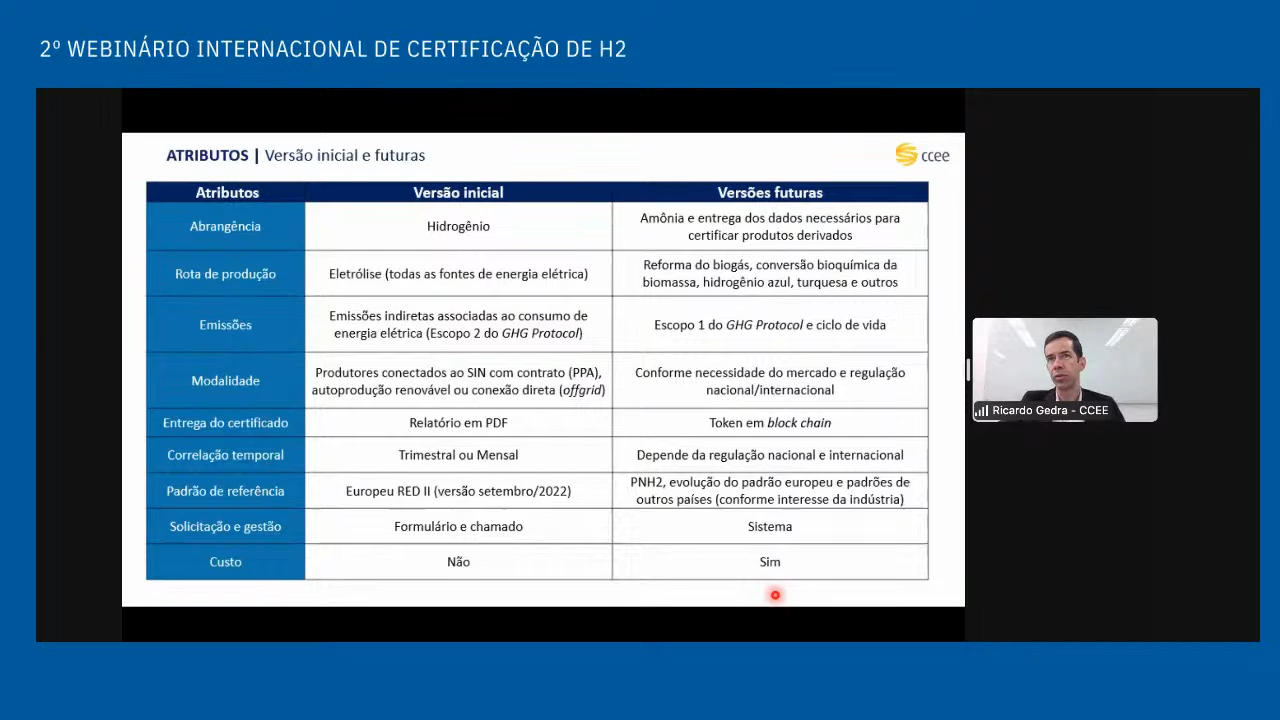 2º WEBINÁRIO INTERNACIONAL DE CERTIFICAÇÃO DE H2
ATRIBUTOS | Versão inicial e futuras
ccee
Atributos
Versão inicial
Versões futuras
Abrangência
Hidrogênio
Amônia e entrega dos dados necessários para
certificar produtos derivados
Rota de produção
Eletrólise (todas as fontes de energia elétrica)
Reforma do biogás, conversão bioquímica da
biomassa, hidrogênio azul, turquesa e outros
Emissões
Emissões indiretas associadas ao consumo de
energia elétrica (Escopo 2 do GHG Protocol)
Escopo 1 do GHG Protocol e ciclo de vida
Modalidade
Produtores conectados ao SIN com contrato (PPA),
autoprodução renovável ou conexão direta (offgrid)
Conforme necessidade do mercado e regulação
nacional/internacional
Entrega do certificado
Relatório em PDF
Token em block chain
Correlação temporal
Trimestral ou Mensal
Depende da regulação nacional e internacional
Padrão de referência
Europeu RED II (versão setembro/2022)
PNH2, evolução do padrão europeu e padrões de
outros países (conforme interesse da indústria)
Solicitação e gestão
Formulário e chamado
Sistema
Custo
Não
Sim
Ricardo Gedra - CCEE